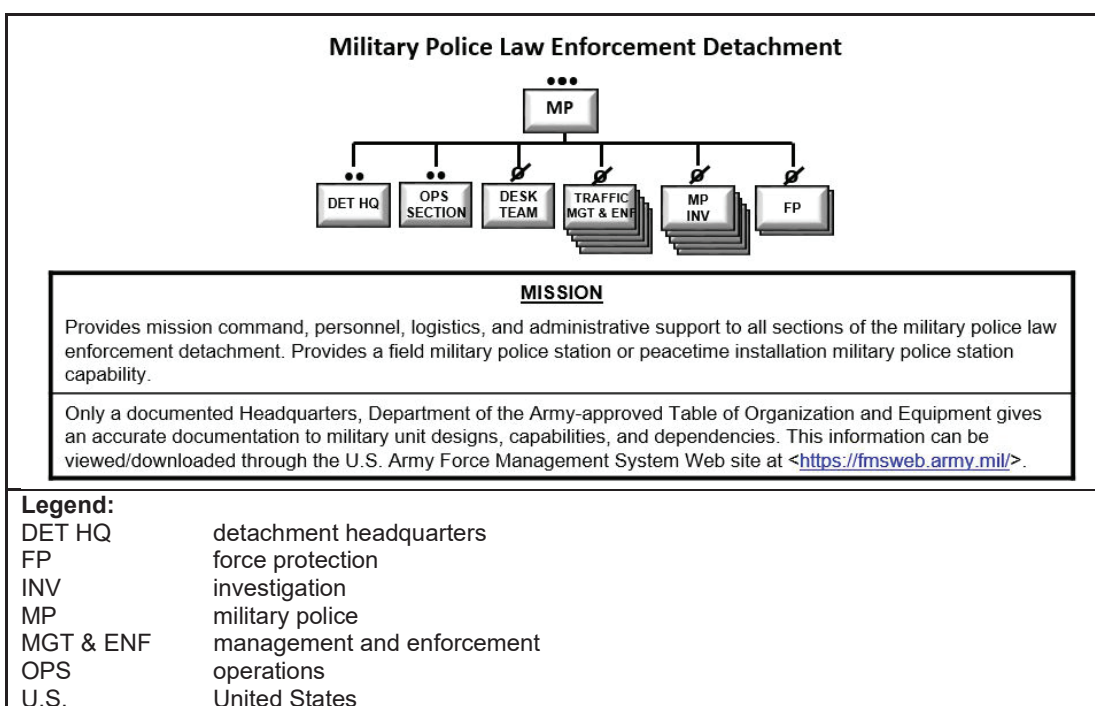 Military Police Law Enforcement Detachment
MP
DET HQ
OPS
SECTION
DESK
TEAM
TRAFFIC
MGT & ENF
MP
INV
FP
MISSION
Provides mission command, personnel, logistics, and administrative support to all sections of the military police law
enforcement detachment. Provides a field military police station or peacetime installation military police station
capability.
Only a documented Headquarters, Department of the Army-approved Table of Organization and Equipment gives
an accurate documentation to military unit designs, capabilities, and dependencies. This information can be
viewed/downloaded through the U.S. Army Force Management System Web site at <https://fmsweb.army.mil/>.
Legend:
DET HQ detachment headquarters
FP force protection
INV investigation
MP military police
MGT & ENF management and enforcement
OPS operations
U.S. United States